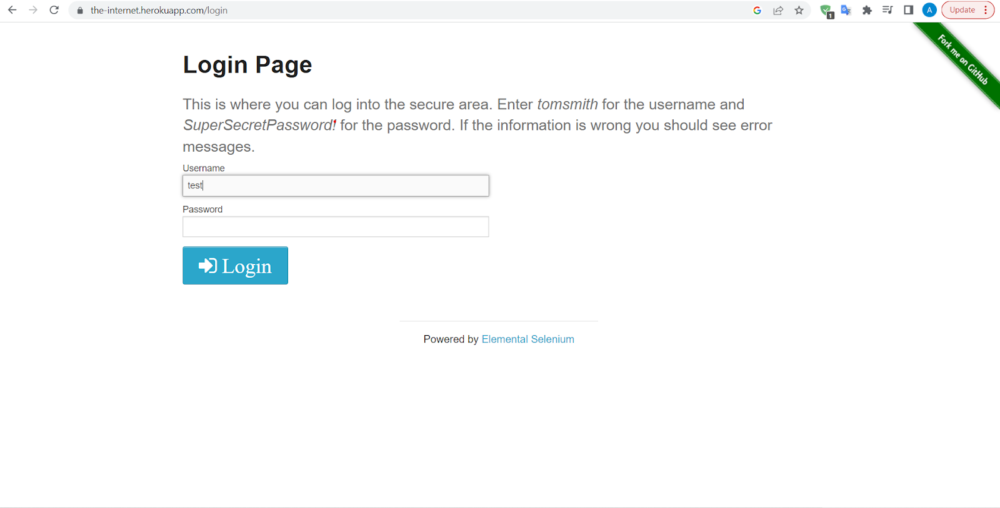 the-internet.herokuapp.com/login
1
A
Update
Fork me on GitHub
Login Page
This is where you can log into the secure area. Enter tomsmith for the username and
SuperSecretPassword! for the password. If the information is wrong you should see error
messages.
Username
test
Password
Login
Powered by Elemental Selenium